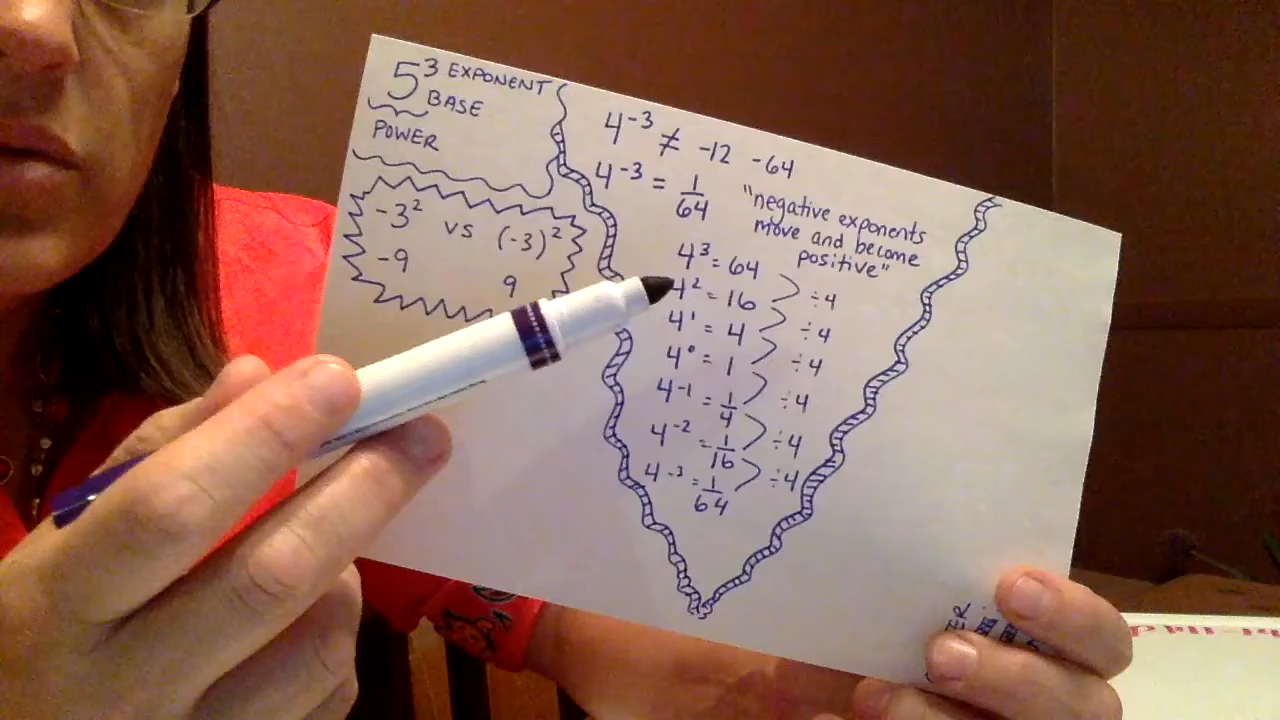 5³ EXPONENT
BASE
POWER
-3² vs (-3)²
-9 9
4⁻³ ≠ -12 -64
4⁻³ = 1/64
"negative exponents
move and become
positive"
4³ = 64
÷4
4² = 16
÷4
4¹ = 4
÷4
4⁰ = 1
÷4
4⁻¹ = 1/4
÷4
4⁻² = 1/16
÷4
4⁻³ = 1/64